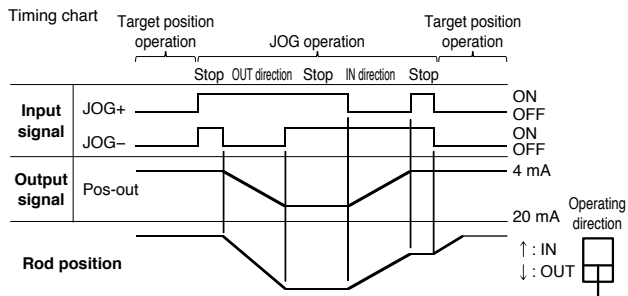 Timing chart
Target position operation
JOG operation
Target position operation
Stop OUT direction Stop IN direction Stop
Input signal
JOG+
ON
OFF
JOG−
ON
OFF
Output signal
Pos-out
4 mA
20 mA
Operating direction
Rod position
↑ : IN
↓ : OUT